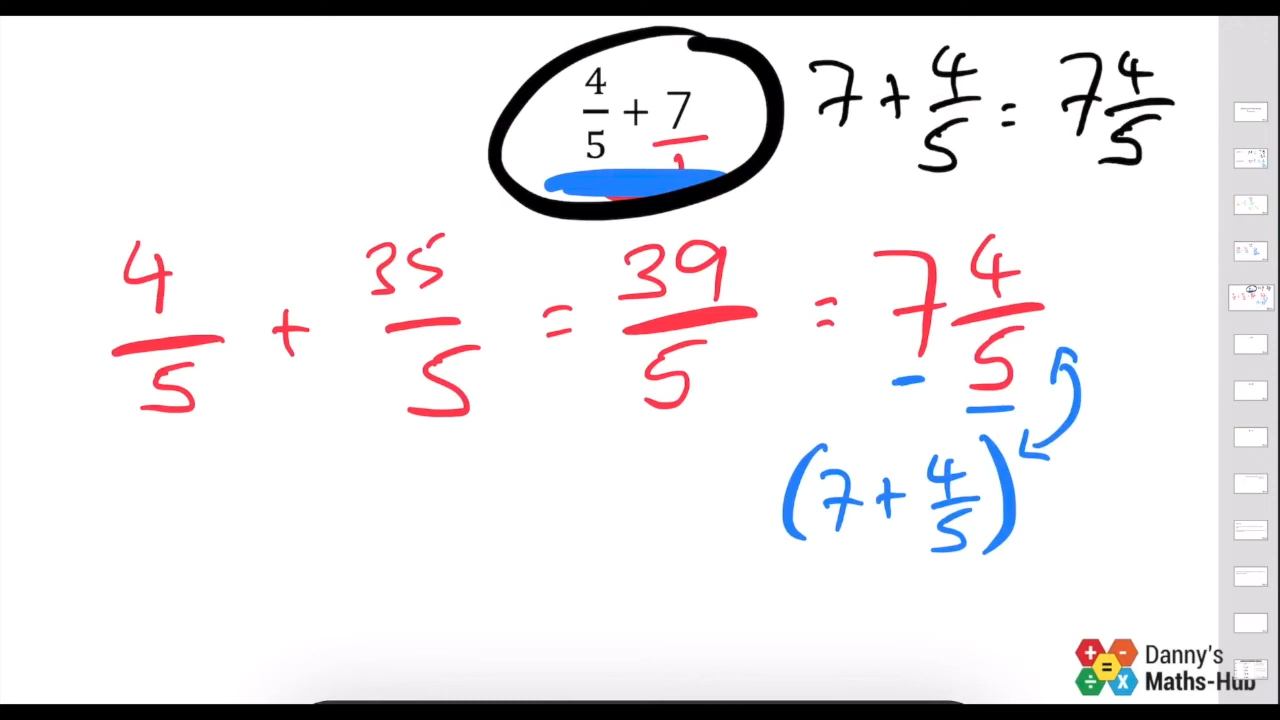 4/5 + 7/1
7 + 4/5 = 7 4/5
4/5 + 35/5 = 39/5 = 7 4/5
(7 + 4/5)
Danny's
Maths-Hub